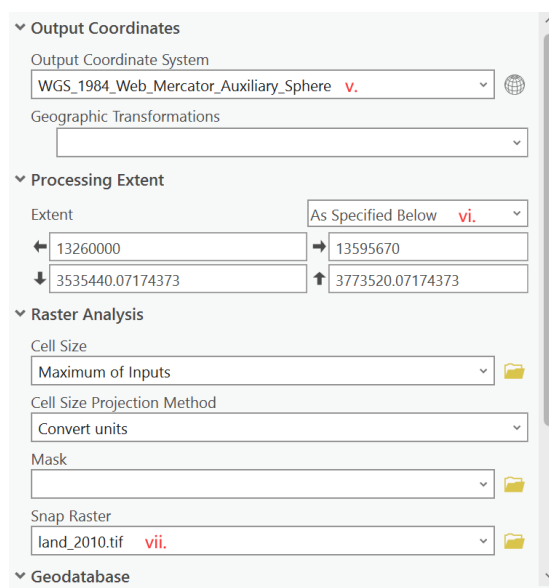 Output Coordinates
Output Coordinate System
WGS_1984_Web_Mercator_Auxiliary_Sphere v.
Geographic Transformations
Processing Extent
Extent As Specified Below vi.
13260000 13595670
3535440.07174373 3773520.07174373
Raster Analysis
Cell Size
Maximum of Inputs
Cell Size Projection Method
Convert units
Mask
Snap Raster
land_2010.tif vii.
Geodatabase